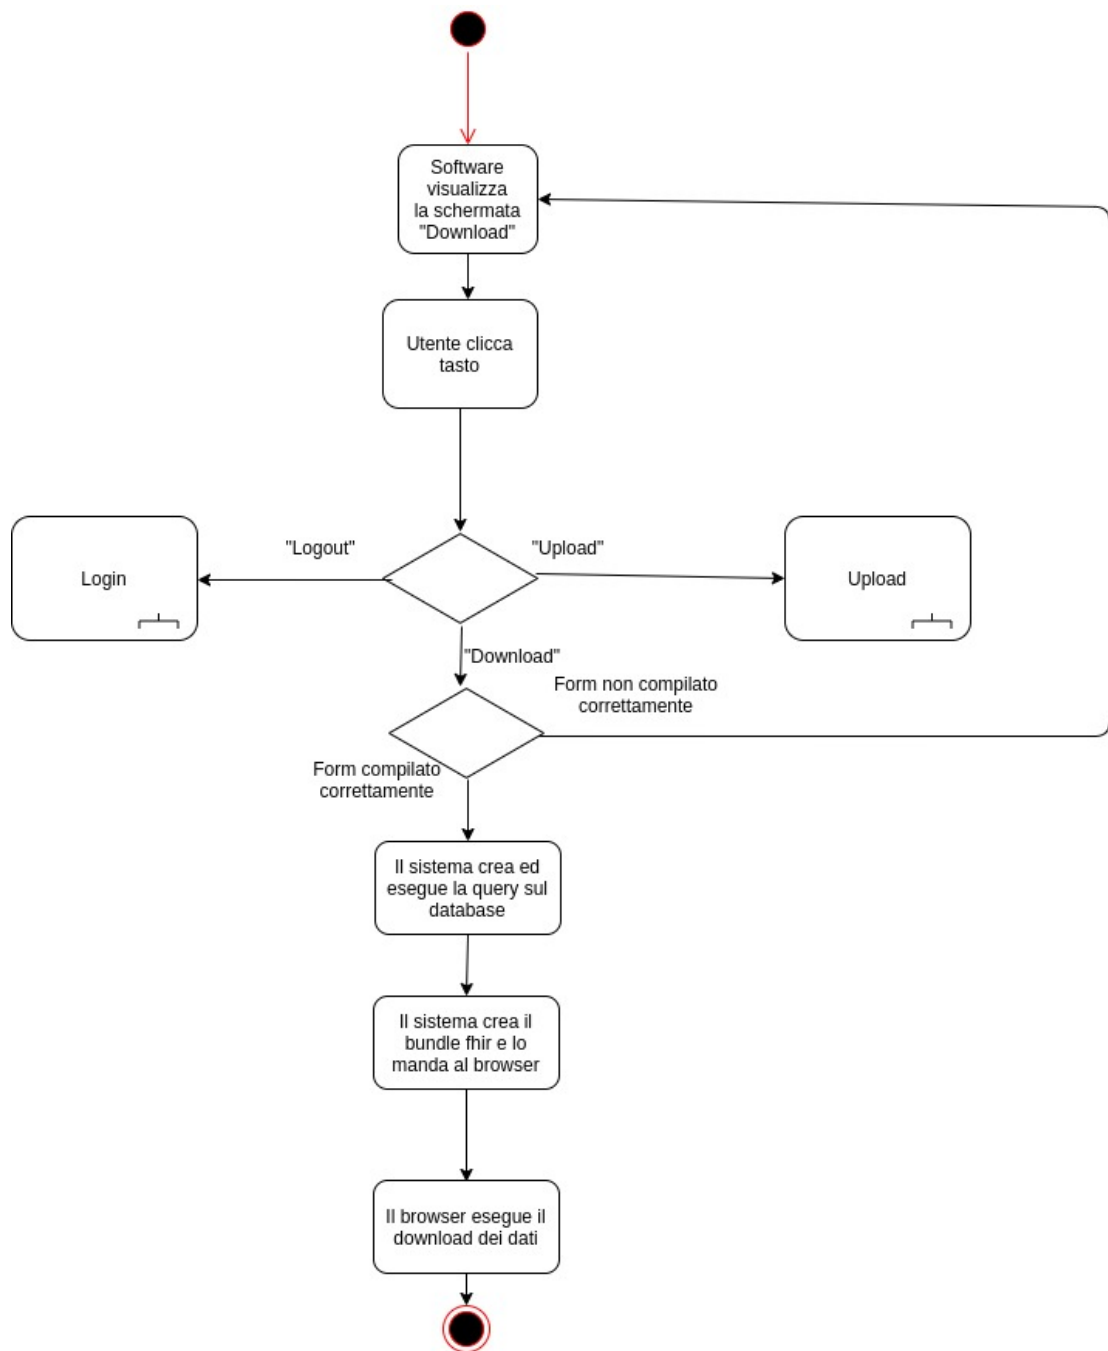 Software
visualizza
la schermata
"Download"
Utente clicca
tasto
"Logout"
"Upload"
Login
Upload
"Download"
Form non compilato
correttamente
Form compilato
correttamente
Il sistema crea ed
esegue la query sul
database
Il sistema crea il
bundle fhir e lo
manda al browser
Il browser esegue il
download dei dati